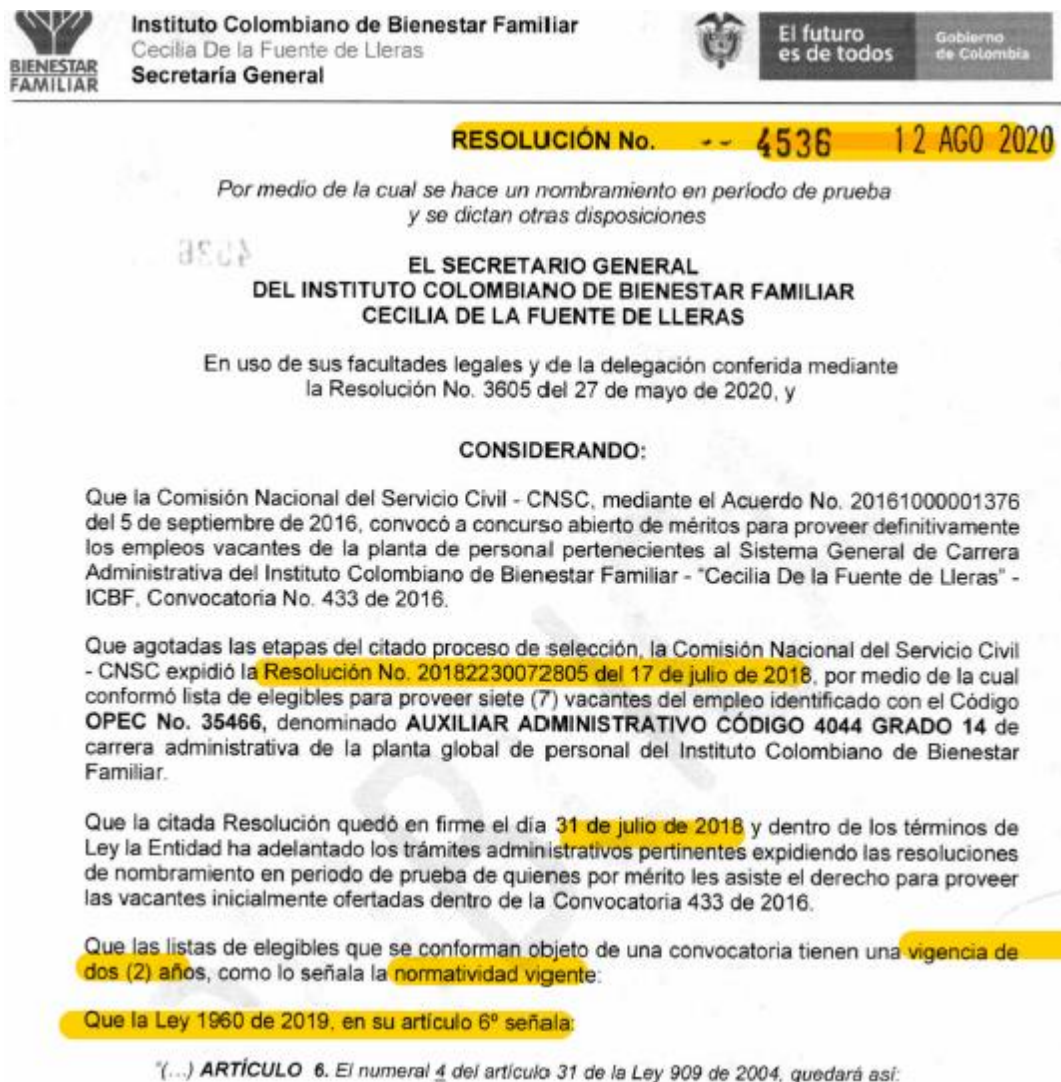 BIENESTAR
FAMILIAR
Instituto Colombiano de Bienestar Familiar
Cecilia De la Fuente de Lleras
Secretaría General
El futuro
es de todos
Gobierno
de Colombia
RESOLUCIÓN No. -- 4536 12 AGO 2020
Por medio de la cual se hace un nombramiento en período de prueba
y se dictan otras disposiciones
EL SECRETARIO GENERAL
DEL INSTITUTO COLOMBIANO DE BIENESTAR FAMILIAR
CECILIA DE LA FUENTE DE LLERAS
En uso de sus facultades legales y de la delegación conferida mediante
la Resolución No. 3605 del 27 de mayo de 2020, y
CONSIDERANDO:
Que la Comisión Nacional del Servicio Civil - CNSC, mediante el Acuerdo No. 20161000001376
del 5 de septiembre de 2016, convocó a concurso abierto de méritos para proveer definitivamente
los empleos vacantes de la planta de personal pertenecientes al Sistema General de Carrera
Administrativa del Instituto Colombiano de Bienestar Familiar - "Cecilia De la Fuente de Lleras" -
ICBF, Convocatoria No. 433 de 2016.
Que agotadas las etapas del citado proceso de selección, la Comisión Nacional del Servicio Civil
- CNSC expidió la Resolución No. 20182230072805 del 17 de julio de 2018, por medio de la cual
conformó lista de elegibles para proveer siete (7) vacantes del empleo identificado con el Código
OPEC No. 35466, denominado AUXILIAR ADMINISTRATIVO CÓDIGO 4044 GRADO 14 de
carrera administrativa de la planta global de personal del Instituto Colombiano de Bienestar
Familiar.
Que la citada Resolución quedó en firme el día 31 de julio de 2018 y dentro de los términos de
Ley la Entidad ha adelantado los trámites administrativos pertinentes expidiendo las resoluciones
de nombramiento en periodo de prueba de quienes por mérito les asiste el derecho para proveer
las vacantes inicialmente ofertadas dentro de la Convocatoria 433 de 2016.
Que las listas de elegibles que se conforman objeto de una convocatoria tienen una vigencia de
dos (2) años, como lo señala la normatividad vigente:
Que la Ley 1960 de 2019, en su artículo 6º señala:
"(...) ARTÍCULO 6. El numeral 4 del artículo 31 de la Ley 909 de 2004, quedará así: